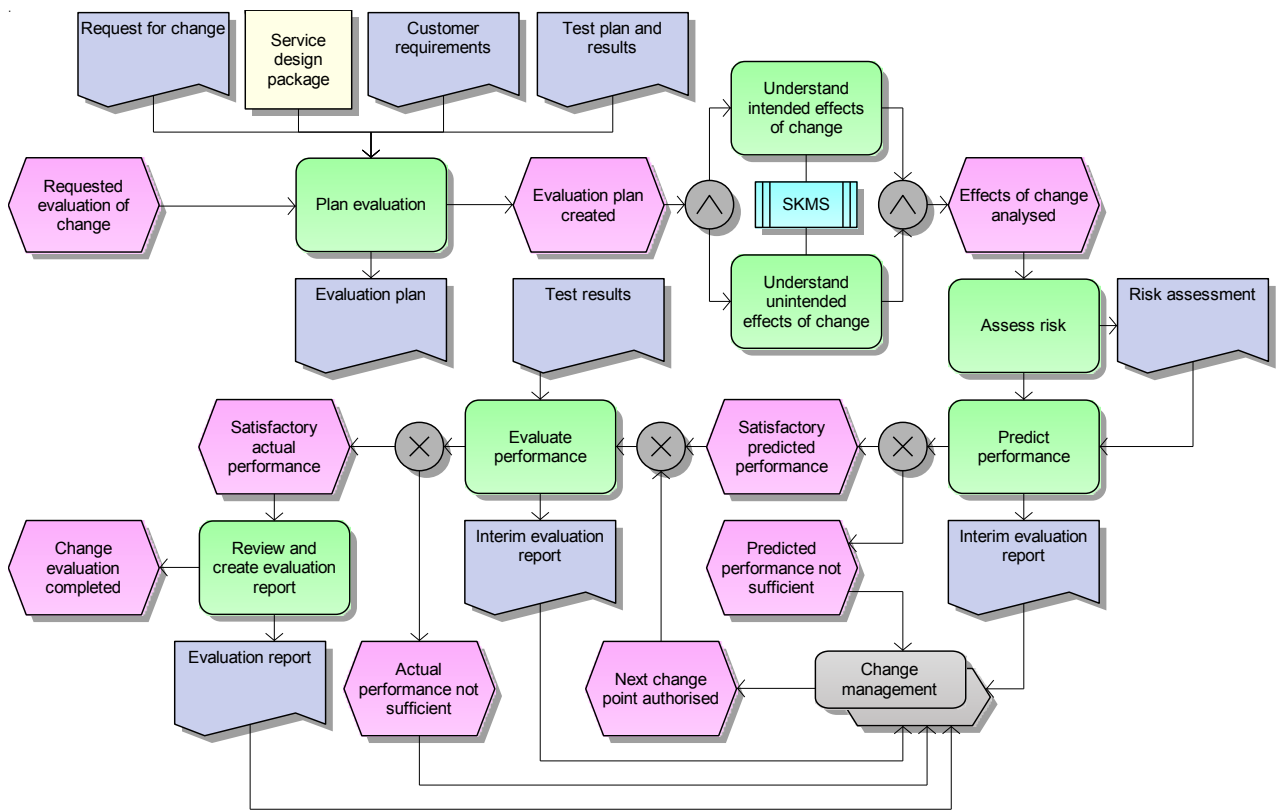 Request for change
Service
design
package
Customer
requirements
Test plan and
results
Understand
intended effects
of change
Requested
evaluation of
change
Plan evaluation
Evaluation plan
created
SKMS
Effects of change
analysed
Understand
unintended
effects of change
Evaluation plan
Test results
Assess risk
Risk assessment
Satisfactory
actual
performance
Evaluate
performance
Satisfactory
predicted
performance
Predict
performance
Change
evaluation
completed
Review and
create evaluation
report
Interim evaluation
report
Predicted
performance not
sufficient
Interim evaluation
report
Evaluation report
Actual
performance not
sufficient
Next change
point authorised
Change
management